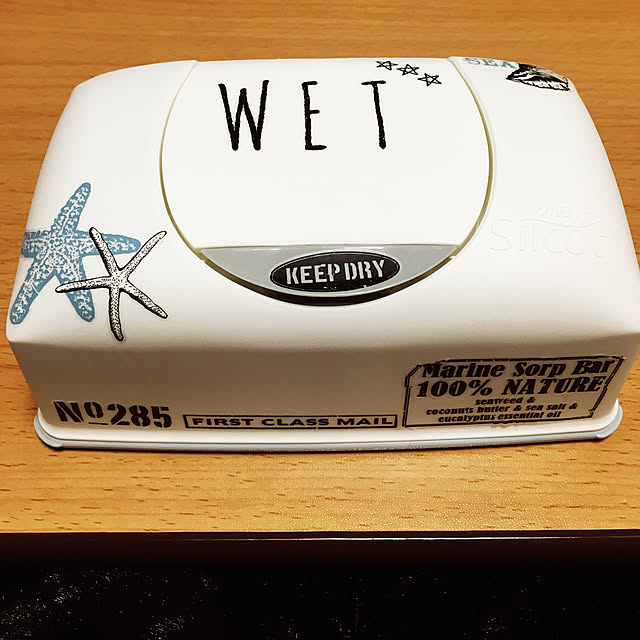 WET
SEA
silcot
KEEP DRY
Marine Sorp Bar
100% NATURE
seaweed &
coconuts butter & sea salt &
eucalyptus essential oil
No_285
FIRST CLASS MAIL